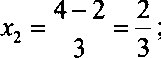 x₂ = (4 − 2)/3 = 2/3;